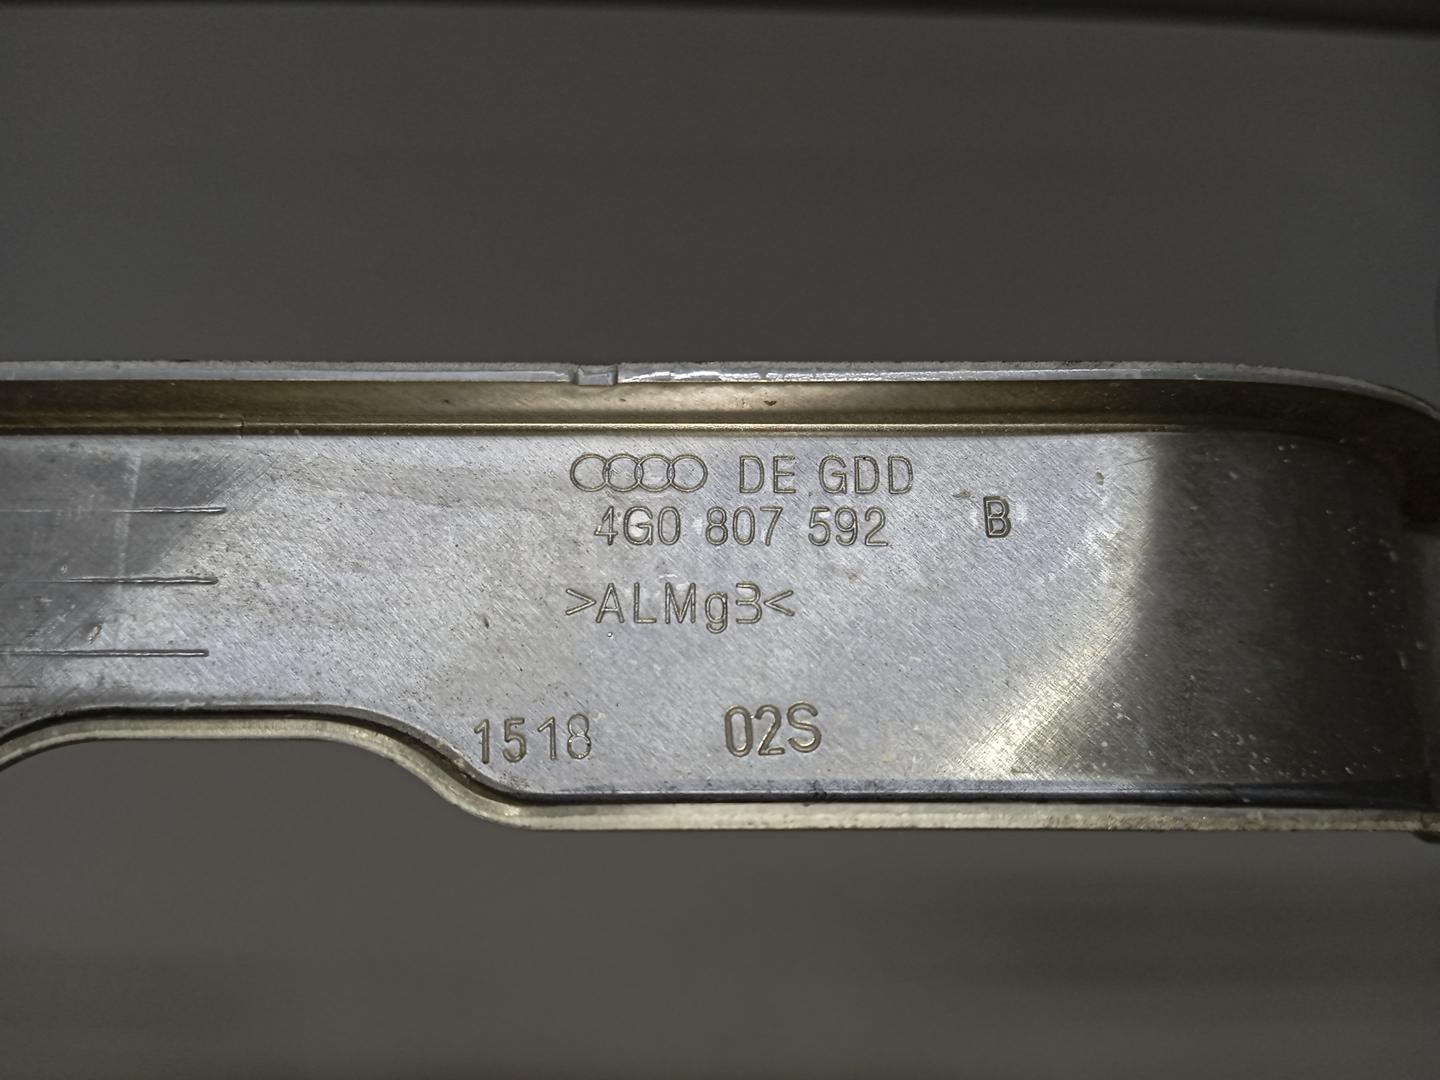 DE GDD
4G0 807 592 B
>ALMg3<
1518 02S